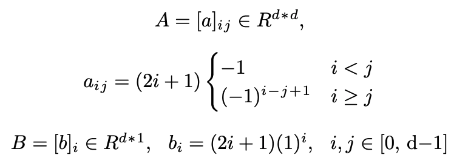 A = [a]_{ij} ∈ R^{d*d},
a_{ij} = (2i + 1) { −1   i < j
(−1)^{i−j+1}   i ≥ j
B = [b]_i ∈ R^{d*1},   b_i = (2i + 1)(1)^i,   i, j ∈ [0, d−1]